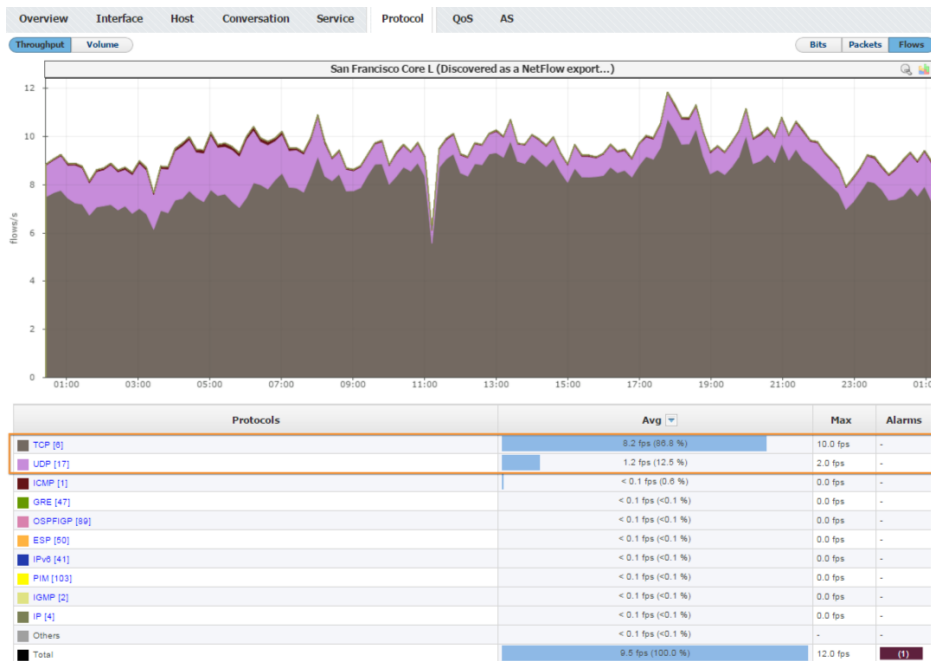 Overview Interface Host Conversation Service Protocol QoS AS
Throughput Volume Bits Packets Flows
San Francisco Core L (Discovered as a NetFlow export...)
12
10
8
6
4
2
0
flows/s
01:00 03:00 05:00 07:00 09:00 11:00 13:00 15:00 17:00 19:00 21:00 23:00 01:0
Protocols Avg Max Alarms
TCP [6] 8.2 fps (86.8 %) 10.0 fps -
UDP [17] 1.2 fps (12.5 %) 2.0 fps -
ICMP [1] < 0.1 fps (0.6 %) 0.0 fps -
GRE [47] < 0.1 fps (<0.1 %) 0.0 fps -
OSPFIGP [89] < 0.1 fps (<0.1 %) 0.0 fps -
ESP [50] < 0.1 fps (<0.1 %) 0.0 fps -
IPv6 [41] < 0.1 fps (<0.1 %) 0.0 fps -
PIM [103] < 0.1 fps (<0.1 %) 0.0 fps -
IGMP [2] < 0.1 fps (<0.1 %) 0.0 fps -
IP [4] < 0.1 fps (<0.1 %) 0.0 fps -
Others < 0.1 fps (<0.1 %) - -
Total 9.5 fps (100.0 %) 12.0 fps (1)